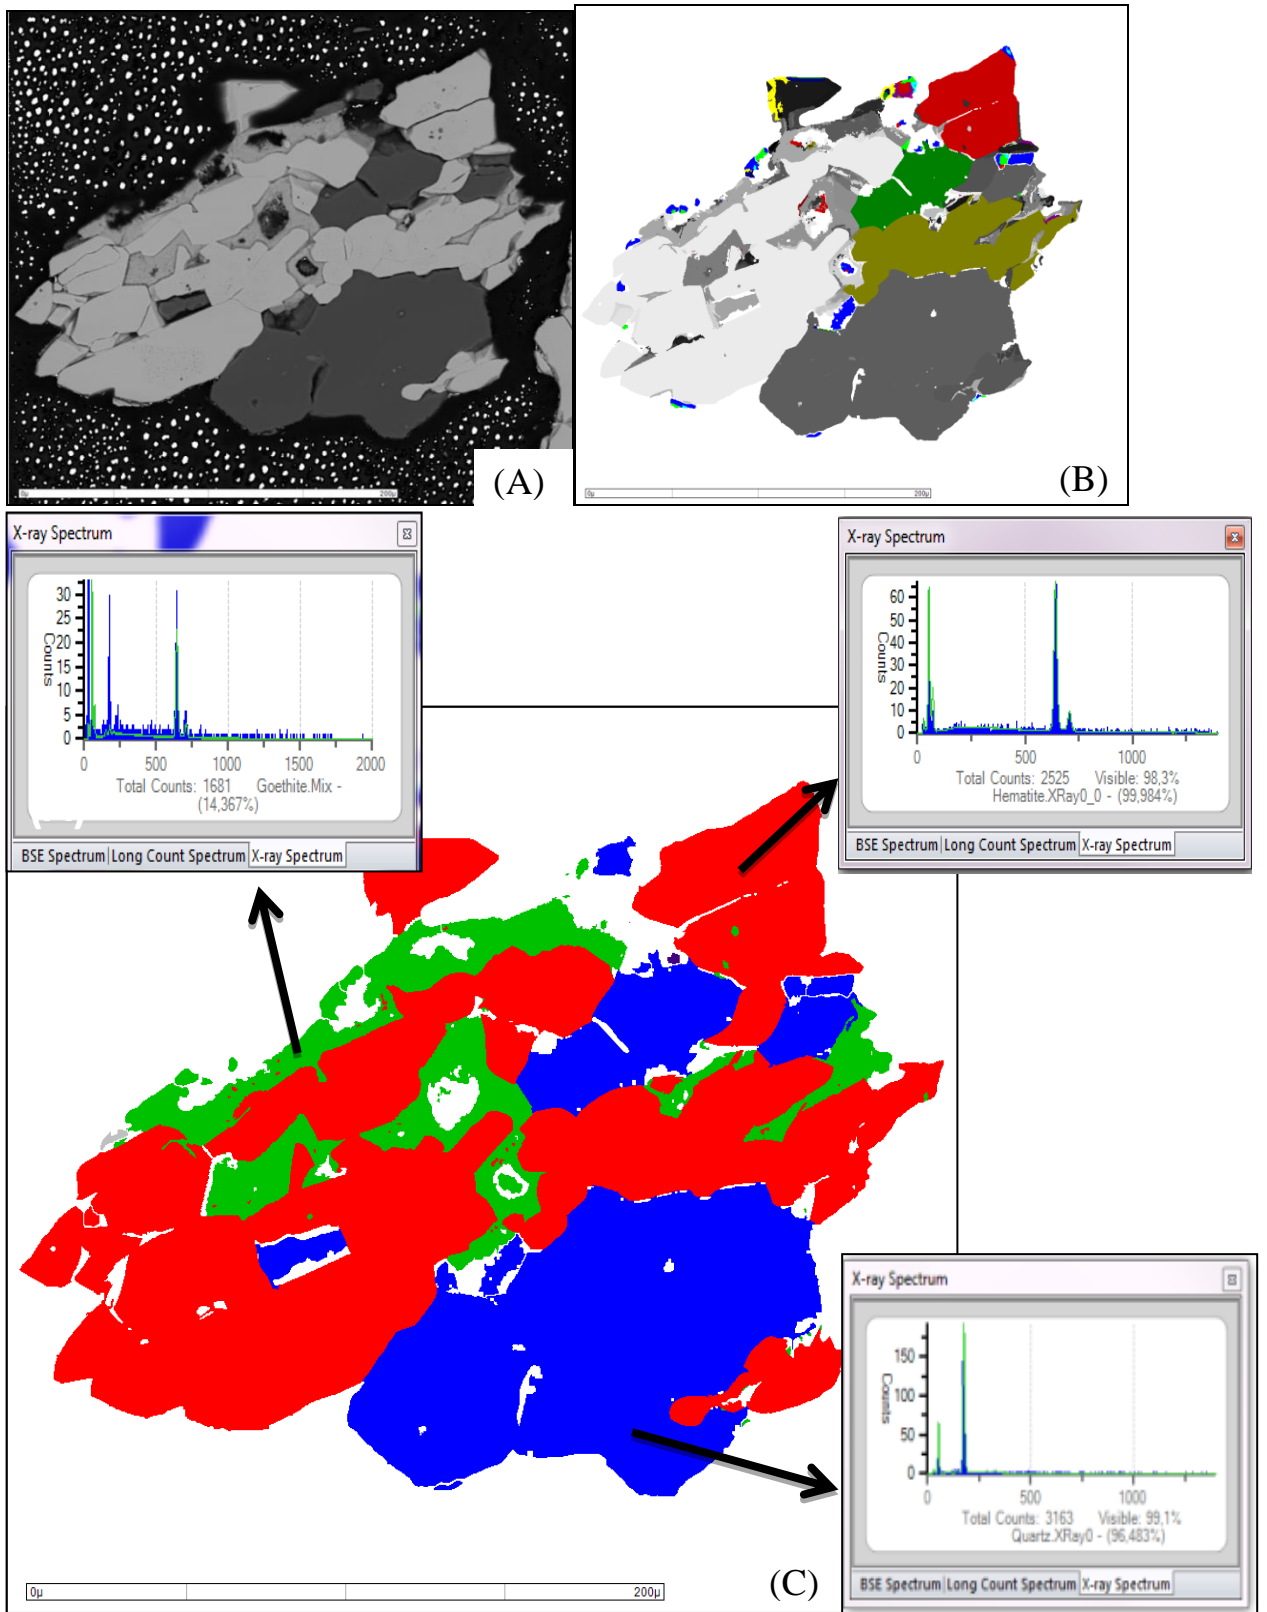 (A)
0µ 200µ
(B)
0µ 200µ
X-ray Spectrum
30
25
20
15
10
5
0
Counts
0 500 1000 1500 2000
Total Counts: 1681 Goethite.Mix -
(14,367%)
BSE Spectrum Long Count Spectrum X-ray Spectrum
X-ray Spectrum
60
50
40
30
20
10
0
Counts
0 500 1000
Total Counts: 2525 Visible: 98,3%
Hematite.XRay0_0 - (99,984%)
BSE Spectrum Long Count Spectrum X-ray Spectrum
X-ray Spectrum
150
100
50
0
Counts
0 500 1000
Total Counts: 3163 Visible: 99,1%
Quartz.XRay0 - (96,483%)
BSE Spectrum Long Count Spectrum X-ray Spectrum
0µ 200µ
(C)